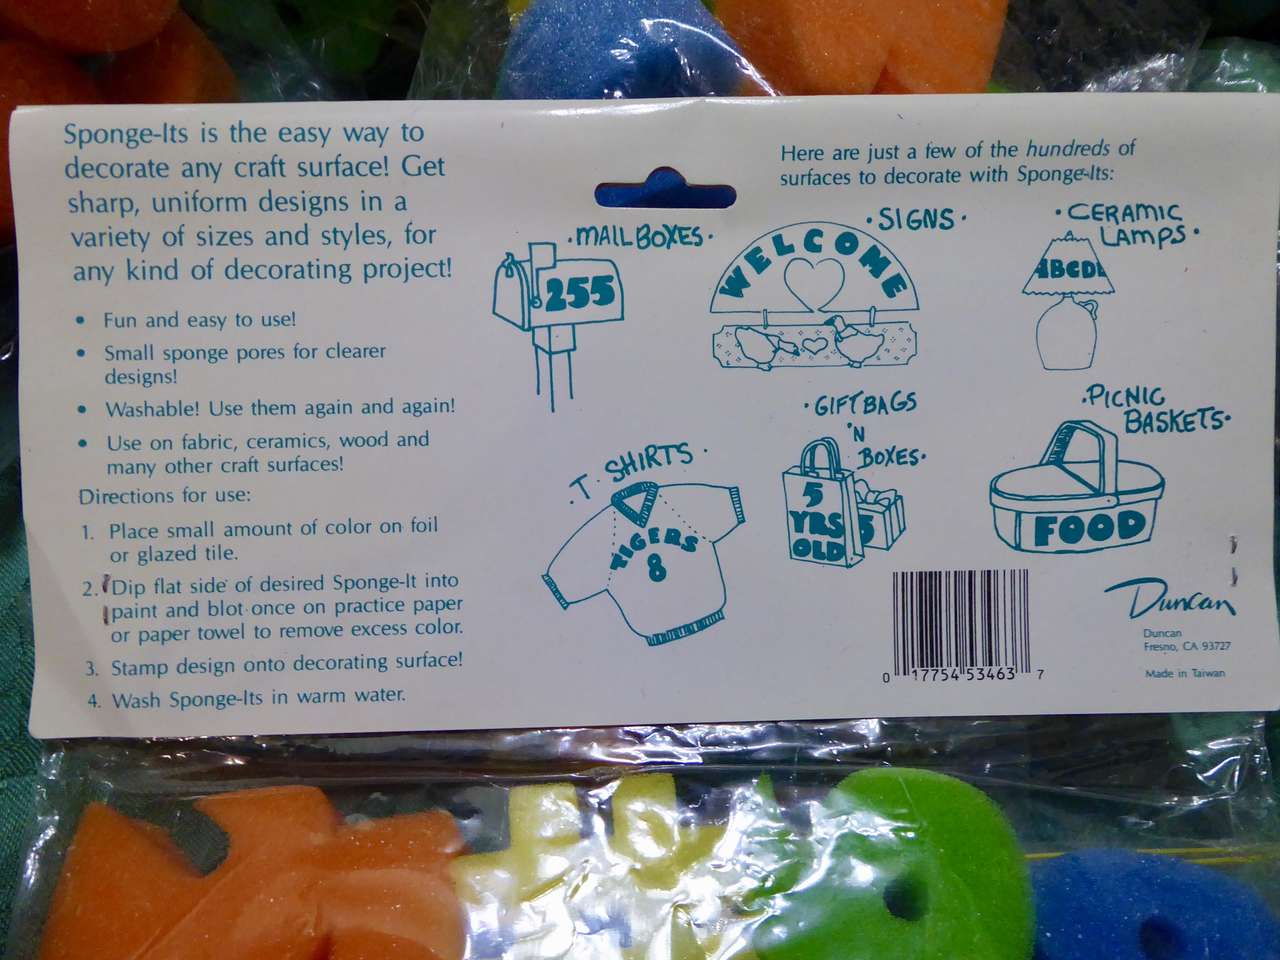 Sponge-Its is the easy way to
decorate any craft surface! Get
sharp, uniform designs in a
variety of sizes and styles, for
any kind of decorating project!
• Fun and easy to use!
• Small sponge pores for clearer
designs!
• Washable! Use them again and again!
• Use on fabric, ceramics, wood and
many other craft surfaces!
Directions for use:
1. Place small amount of color on foil
or glazed tile.
2. Dip flat side of desired Sponge-It into
paint and blot once on practice paper
or paper towel to remove excess color.
3. Stamp design onto decorating surface!
4. Wash Sponge-Its in warm water.
Here are just a few of the hundreds of
surfaces to decorate with Sponge-Its:
·MAILBOXES·
255
·SIGNS·
WELCOME
·CERAMIC
LAMPS·
ABCDE
·T·SHIRTS·
TIGERS
8
·GIFTBAGS
'N
BOXES·
5
YRS
OLD
5
·PICNIC
BASKETS·
FOOD
0 17754 53463 7
Duncan
Duncan
Fresno, CA 93727
Made in Taiwan